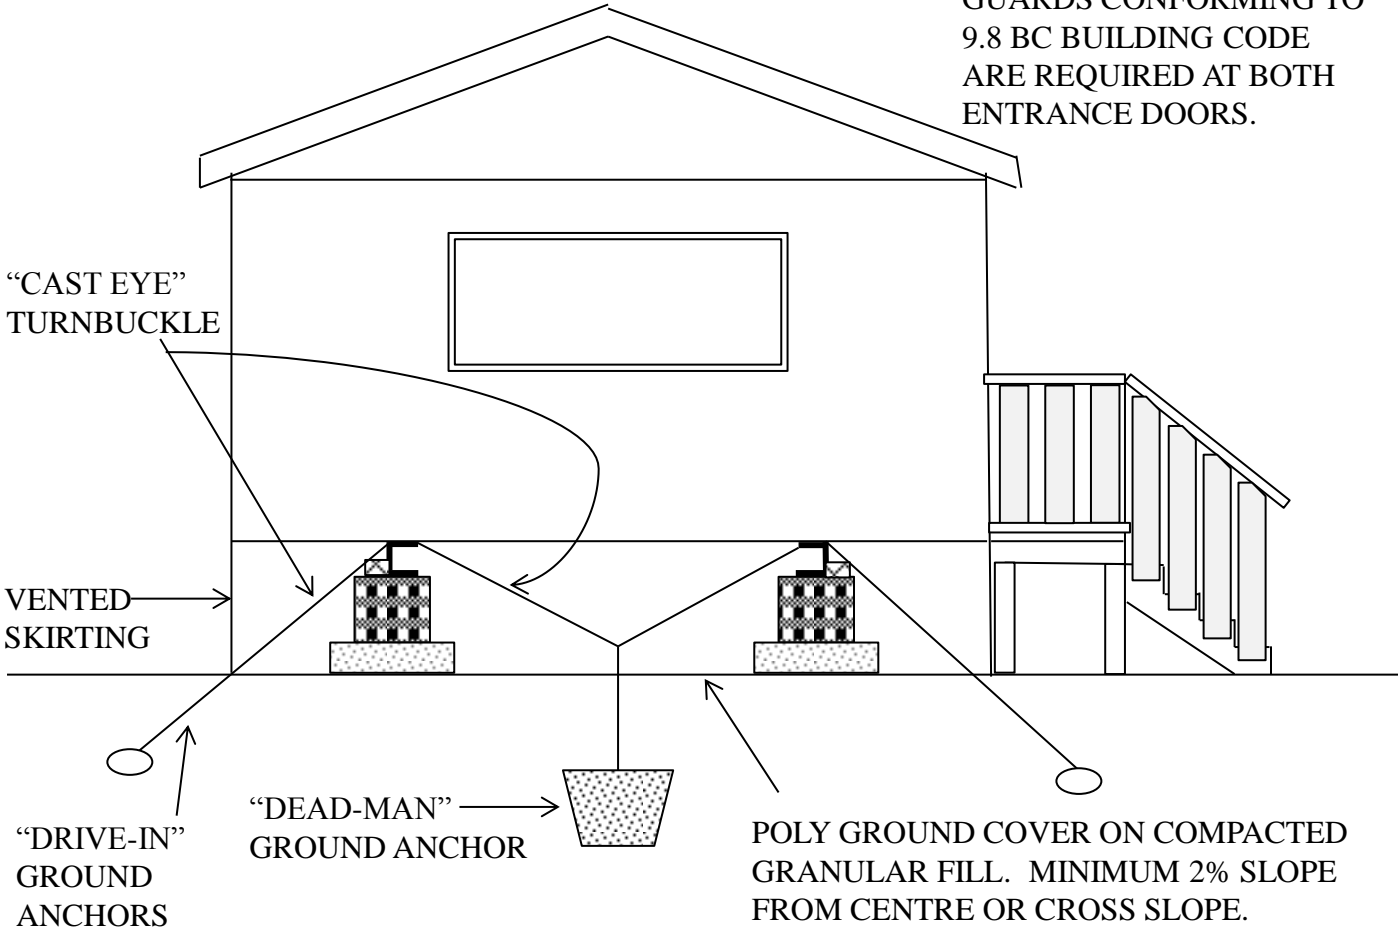 GUARDS CONFORMING TO
9.8 BC BUILDING CODE
ARE REQUIRED AT BOTH
ENTRANCE DOORS.
“CAST EYE”
TURNBUCKLE
VENTED
SKIRTING
“DRIVE-IN”
GROUND
ANCHORS
“DEAD-MAN”
GROUND ANCHOR
POLY GROUND COVER ON COMPACTED
GRANULAR FILL.  MINIMUM 2% SLOPE
FROM CENTRE OR CROSS SLOPE.